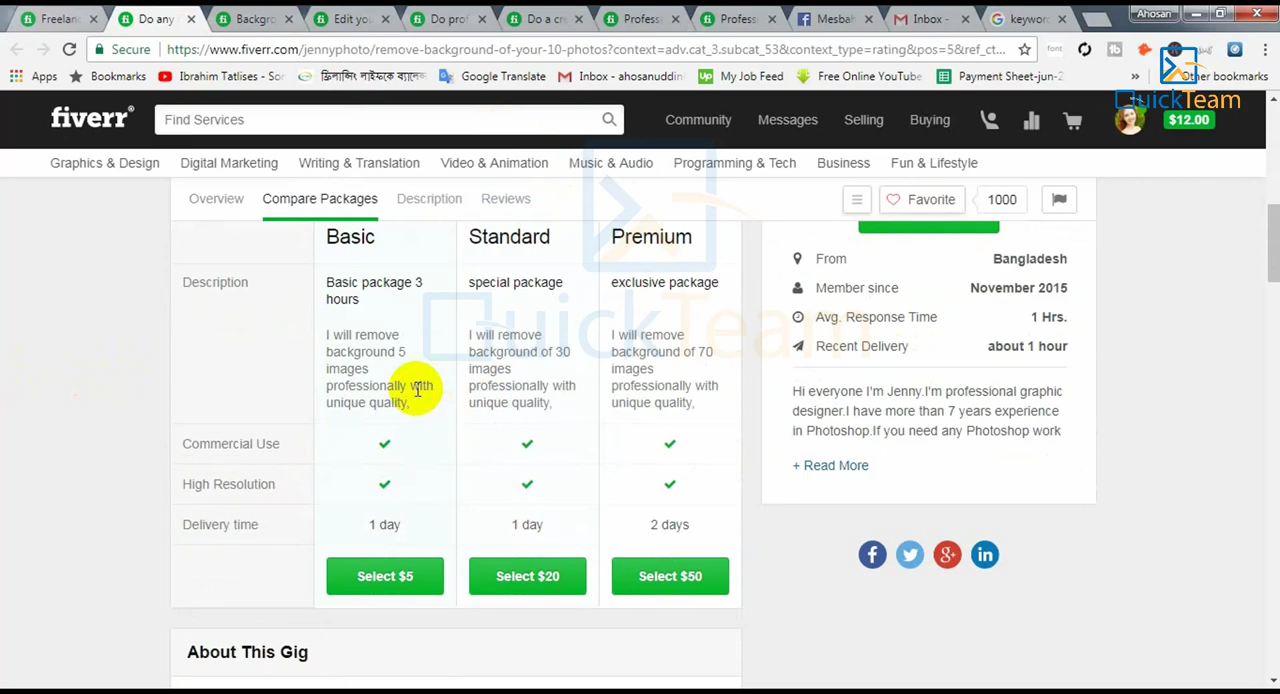 Freelan
Do any
Backgro
Edit you
Do prof
Do a cre
Profess
Profess
Mesbah
Inbox -
keywor
Ahosan
Secure
https://www.fiverr.com/jennyphoto/remove-background-of-your-10-photos?context=adv.cat_3.subcat_53&context_type=rating&pos=5&ref_ct...
Apps
Bookmarks
Ibrahim Tatlises - Son
Google Translate
Inbox - ahosanuddin
My Job Feed
Free Online YouTube
Payment Sheet-jun-2
»
Other bookmarks
QuickTeam
fiverr®
Find Services
Community
Messages
Selling
Buying
$12.00
Graphics & Design
Digital Marketing
Writing & Translation
Video & Animation
Music & Audio
Programming & Tech
Business
Fun & Lifestyle
Overview
Compare Packages
Description
Reviews
Favorite
1000
Basic
Standard
Premium
Description
Basic package 3
hours
I will remove
background 5
images
professionally with
unique quality,
special package
I will remove
background of 30
images
professionally with
unique quality,
exclusive package
I will remove
background of 70
images
professionally with
unique quality,
Commercial Use
High Resolution
Delivery time
1 day
1 day
2 days
Select $5
Select $20
Select $50
About This Gig
From
Bangladesh
Member since
November 2015
Avg. Response Time
1 Hrs.
Recent Delivery
about 1 hour
Hi everyone I'm Jenny.I'm professional graphic
designer.I have more than 7 years experience
in Photoshop.If you need any Photoshop work
+ Read More
QuickTeam